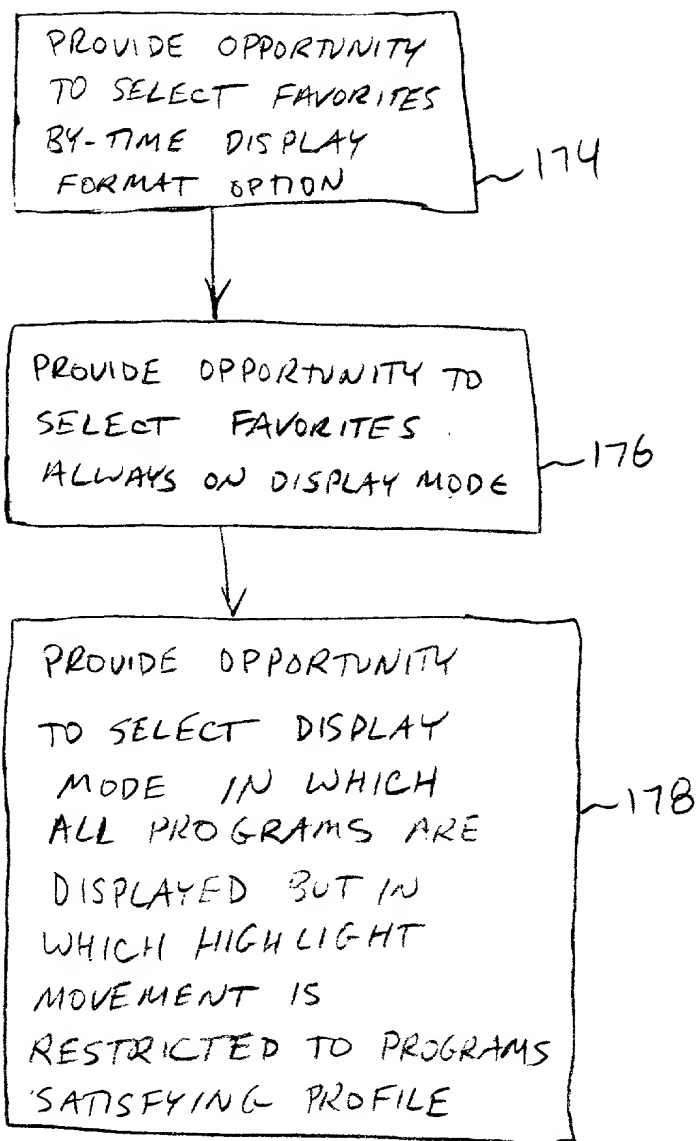 PROVIDE OPPORTUNITY
TO SELECT FAVORITES
BY-TIME DISPLAY
FORMAT OPTION
174
PROVIDE OPPORTUNITY TO
SELECT FAVORITES
ALWAYS ON DISPLAY MODE
176
PROVIDE OPPORTUNITY
TO SELECT DISPLAY
MODE IN WHICH
ALL PROGRAMS ARE
DISPLAYED BUT IN
WHICH HIGHLIGHT
MOVEMENT IS
RESTRICTED TO PROGRAMS
SATISFYING PROFILE
178